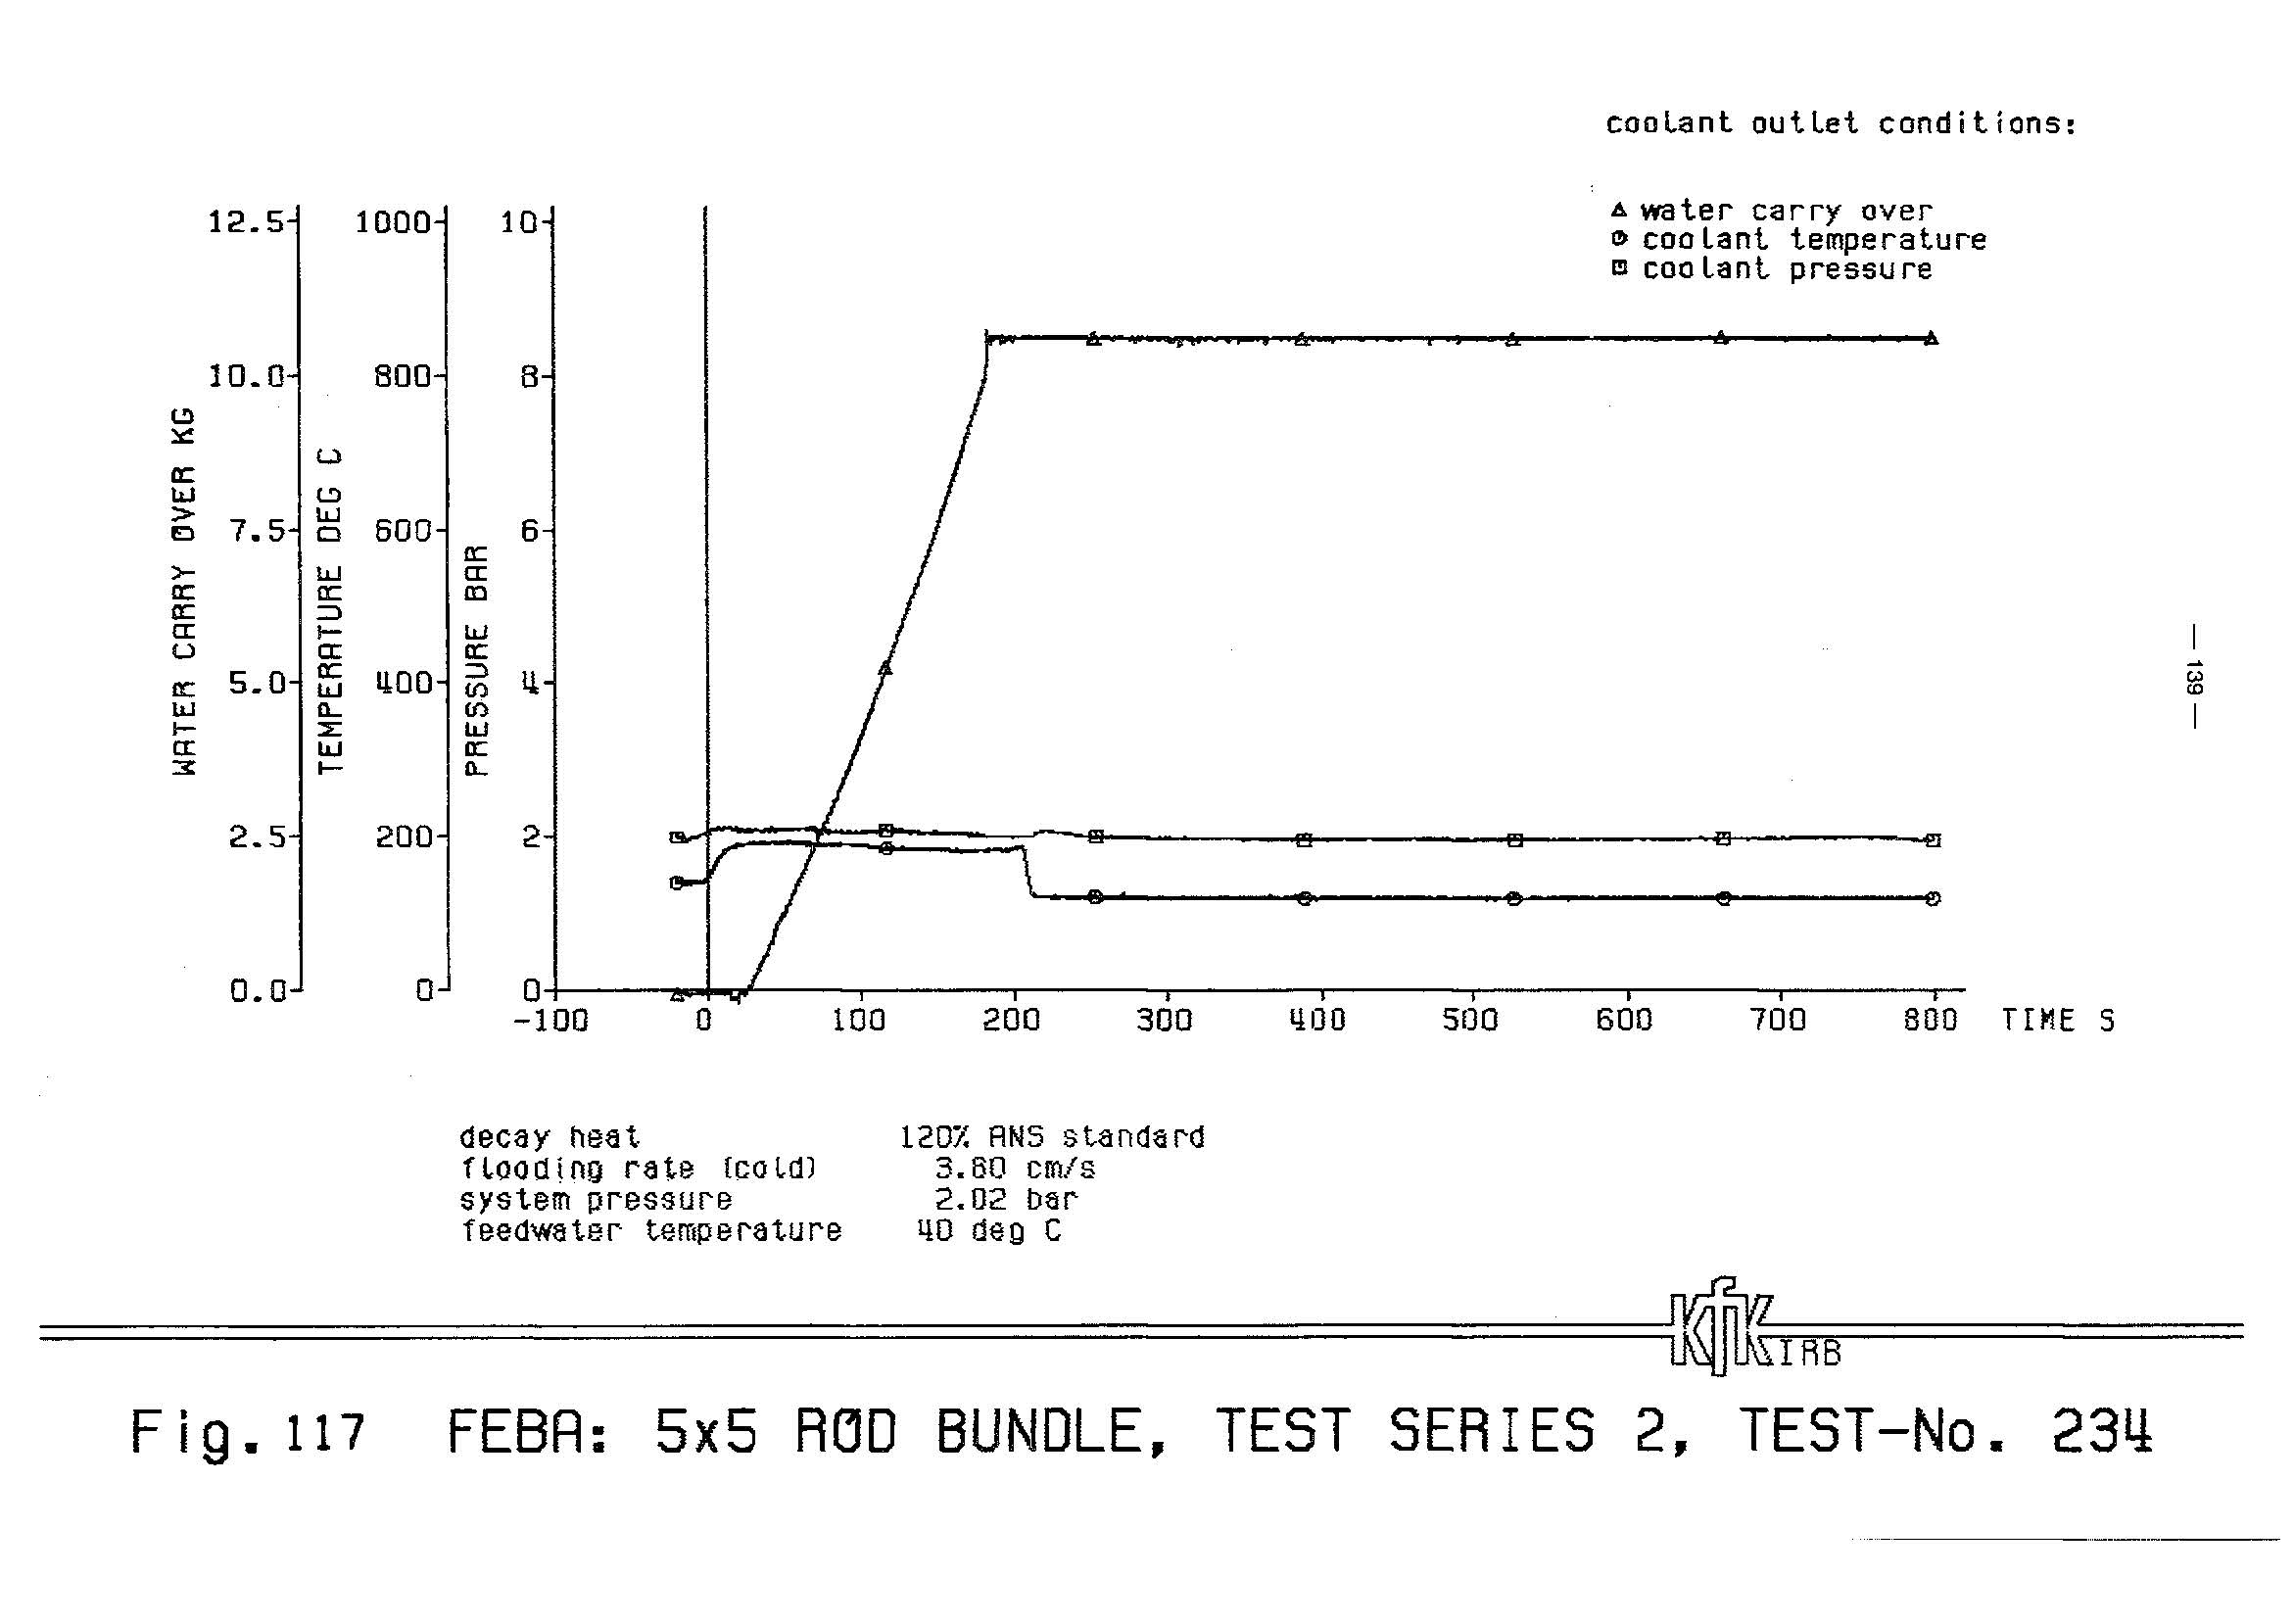 coolant outlet conditions:
water carry over
coolant temperature
coolant pressure
WATER CARRY OVER KG
12.5
10.0
7.5
5.0
2.5
0.0
TEMPERATURE DEG C
1000
800
600
400
200
0
PRESSURE BAR
10
8
6
4
2
0
-100 0 100 200 300 400 500 600 700 800 TIME S
— 139 —
decay heat 120% ANS standard
flooding rate (cold) 3.80 cm/s
system pressure 2.02 bar
feedwater temperature 40 deg C
KfK IRB
Fig. 117 FEBA: 5x5 ROD BUNDLE, TEST SERIES 2, TEST-No. 234